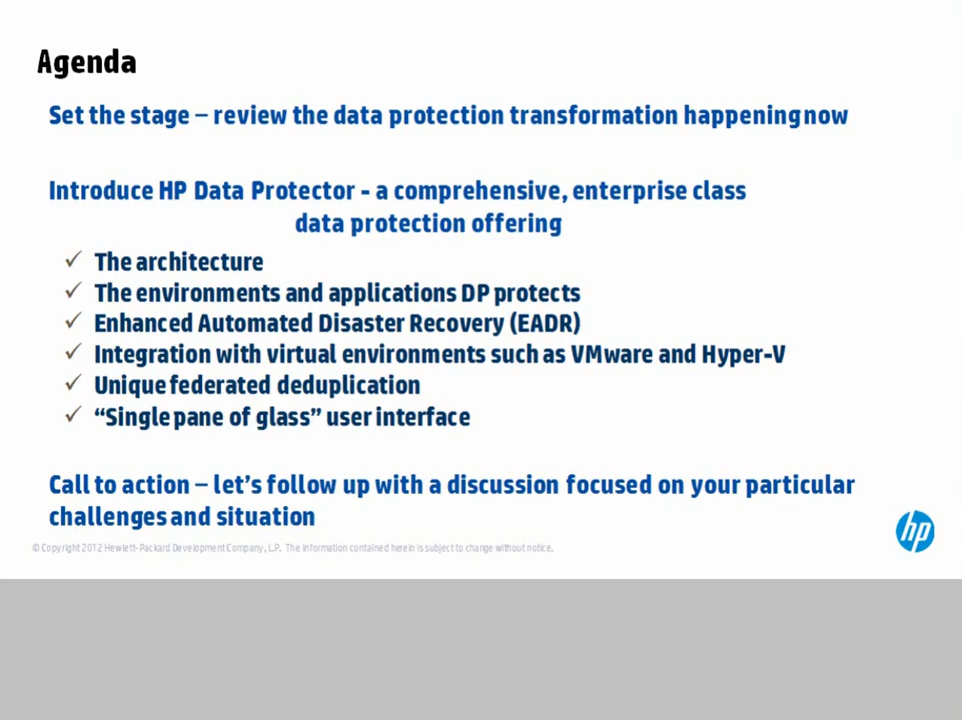 Agenda
Set the stage – review the data protection transformation happening now
Introduce HP Data Protector - a comprehensive, enterprise class
data protection offering
✓ The architecture
✓ The environments and applications DP protects
✓ Enhanced Automated Disaster Recovery (EADR)
✓ Integration with virtual environments such as VMware and Hyper-V
✓ Unique federated deduplication
✓ “Single pane of glass” user interface
Call to action – let’s follow up with a discussion focused on your particular
challenges and situation
hp
© Copyright 2012 Hewlett-Packard Development Company, L.P. The information contained herein is subject to change without notice.